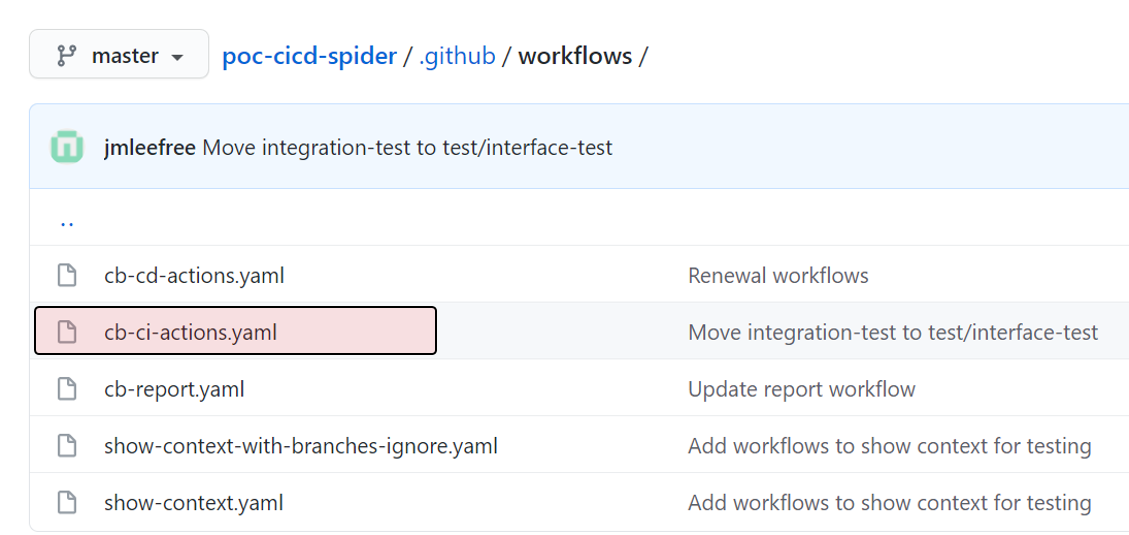 master poc-cicd-spider / .github / workflows /
jmleefree Move integration-test to test/interface-test
..
cb-cd-actions.yaml Renewal workflows
cb-ci-actions.yaml Move integration-test to test/interface-test
cb-report.yaml Update report workflow
show-context-with-branches-ignore.yaml Add workflows to show context for testing
show-context.yaml Add workflows to show context for testing